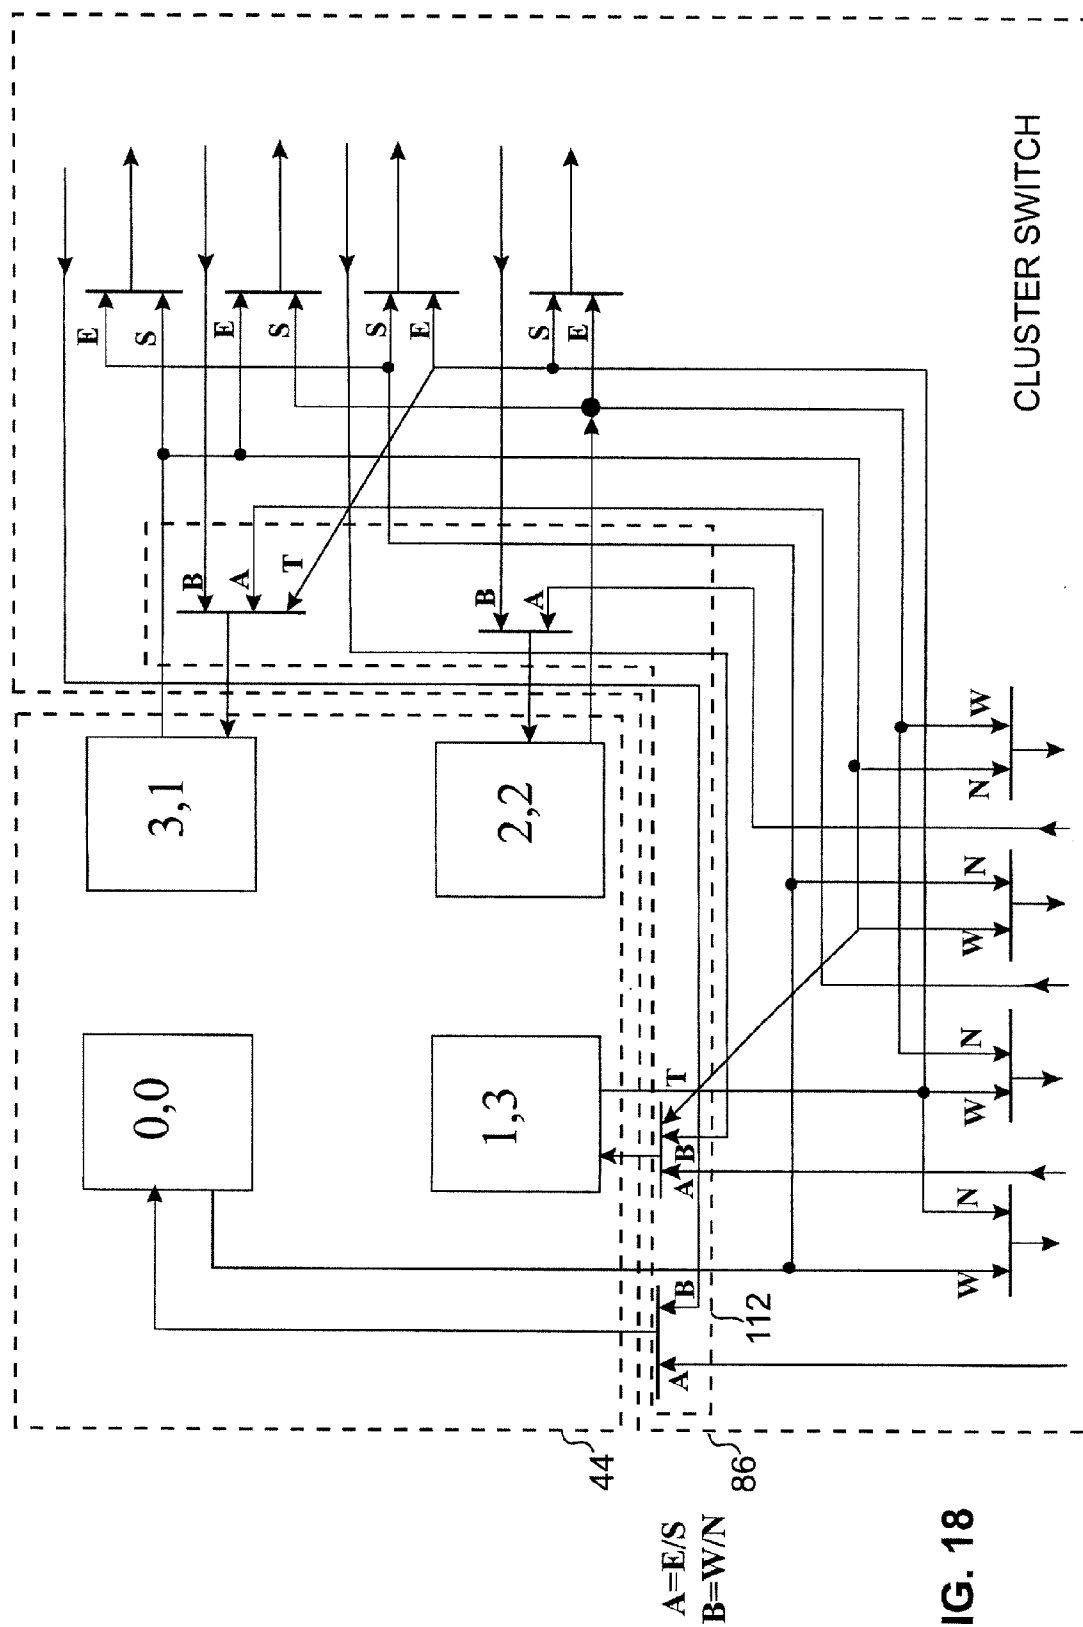 E
S
0,0
3,1
B
E
A
S
T
S
E
1,3
2,2
B
A
S
E
44
A=E/S
B=W/N
A
B
A
B
T
86
112
W
N
W
N
W
N
N
W
IG. 18
CLUSTER SWITCH